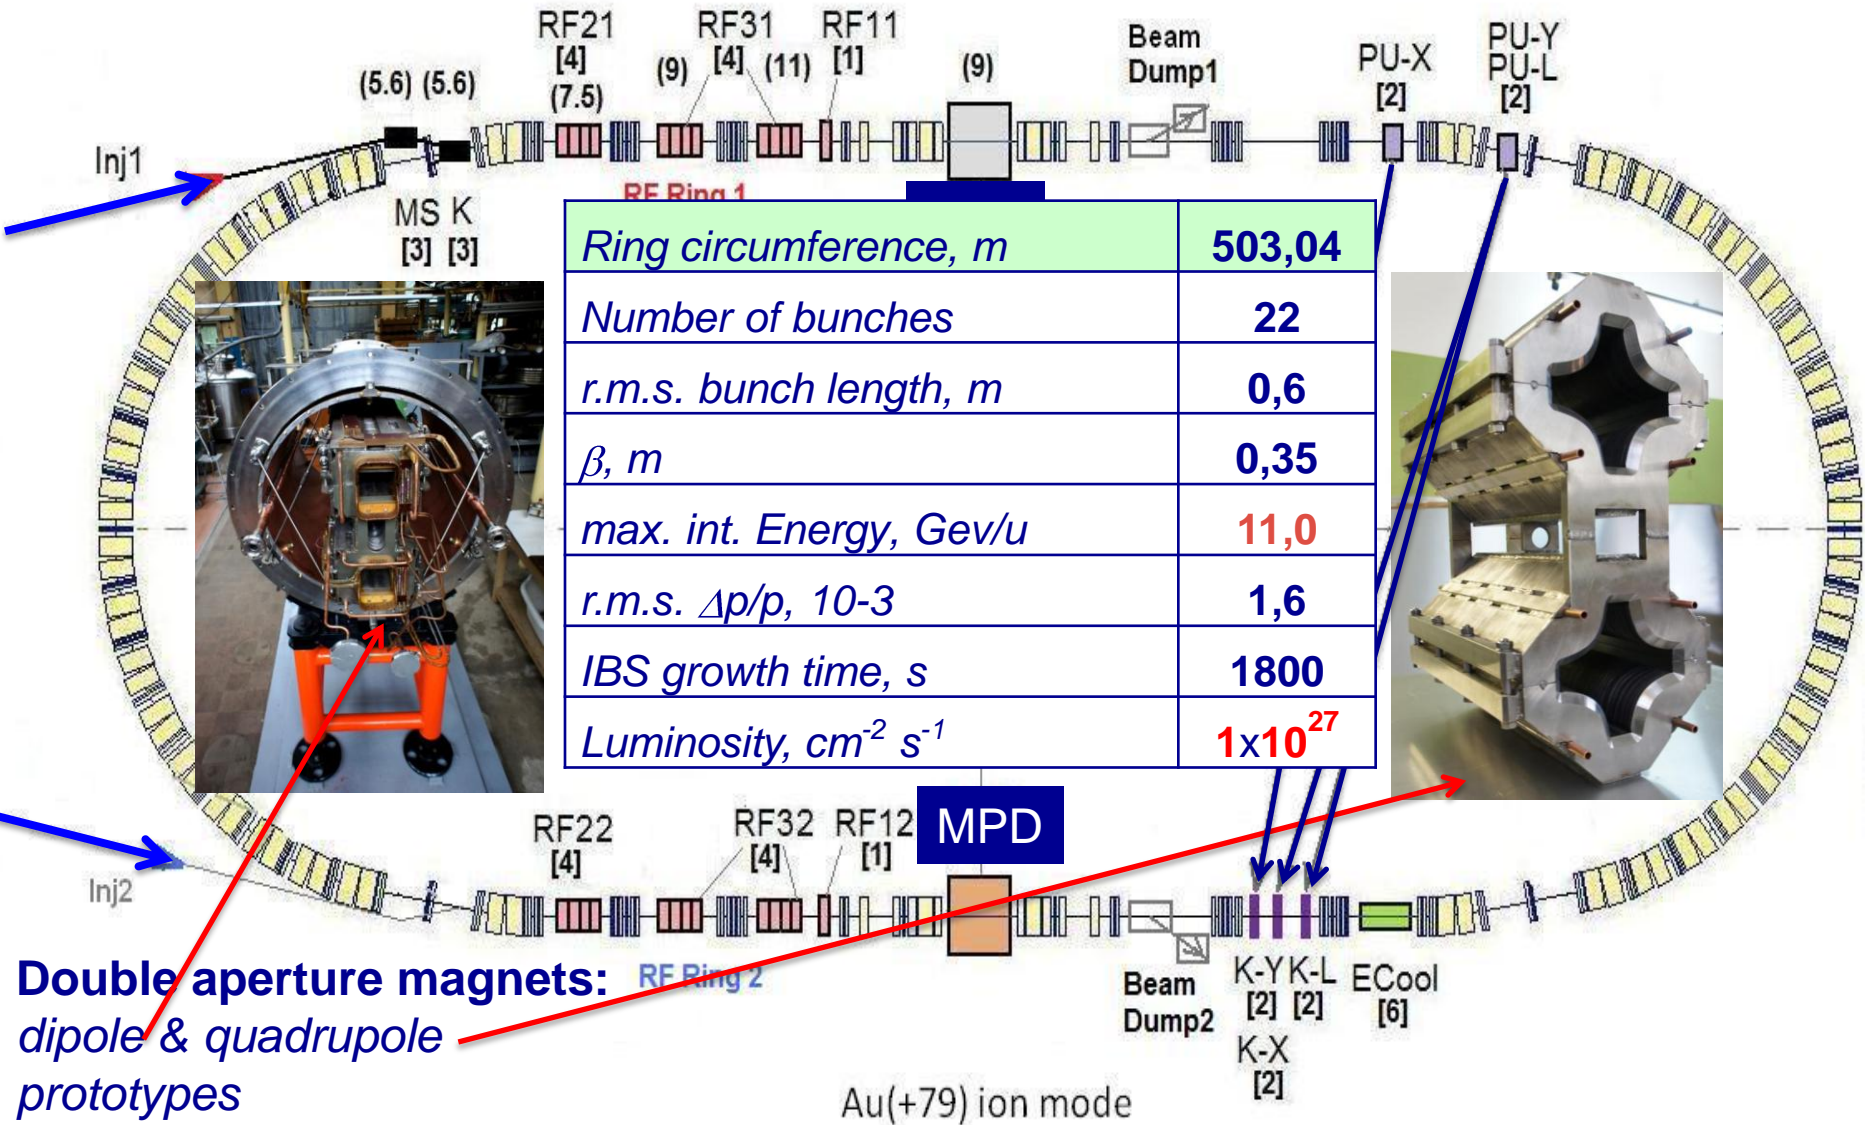 RF21
[4]
(7.5)
RF31
[4]
(9)
(11)
RF11
[1]
(9)
Beam
Dump1
PU-X
[2]
PU-Y
PU-L
[2]
(5.6) (5.6)
Inj1
MS K
[3] [3]
RF Ring 1
Ring circumference, m 503,04
Number of bunches 22
r.m.s. bunch length, m 0,6
β, m 0,35
max. int. Energy, Gev/u 11,0
r.m.s. Δp/p, 10-3 1,6
IBS growth time, s 1800
Luminosity, cm⁻² s⁻¹ 1x10²⁷
RF22
[4]
RF32
[4]
RF12
[1]
MPD
Inj2
Double aperture magnets:
dipole & quadrupole
prototypes
RF Ring 2
Beam
Dump2
K-Y K-L
[2] [2]
K-X
[2]
ECool
[6]
Au(+79) ion mode